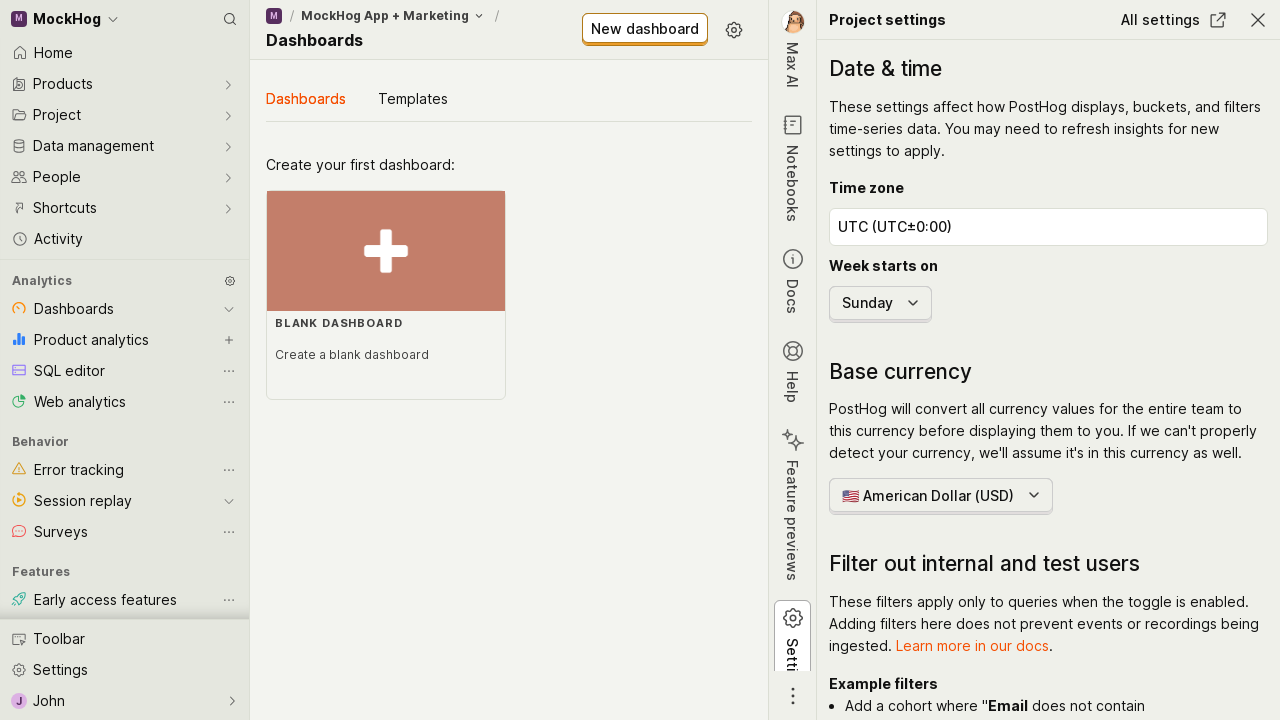 M MockHog
Home
Products
Project
Data management
People
Shortcuts
Activity
Analytics
Dashboards
Product analytics
SQL editor
Web analytics
Behavior
Error tracking
Session replay
Surveys
Features
Early access features
Toolbar
Settings
J John
M / MockHog App + Marketing /
Dashboards
New dashboard
Dashboards Templates
Create your first dashboard:
BLANK DASHBOARD
Create a blank dashboard
Max AI
Notebooks
Docs
Help
Feature previews
Setti
Project settings
All settings
Date & time
These settings affect how PostHog displays, buckets, and filters
time-series data. You may need to refresh insights for new
settings to apply.
Time zone
UTC (UTC±0:00)
Week starts on
Sunday
Base currency
PostHog will convert all currency values for the entire team to
this currency before displaying them to you. If we can't properly
detect your currency, we'll assume it's in this currency as well.
🇺🇸 American Dollar (USD)
Filter out internal and test users
These filters apply only to queries when the toggle is enabled.
Adding filters here does not prevent events or recordings being
ingested. Learn more in our docs.
Example filters
• Add a cohort where "Email does not contain